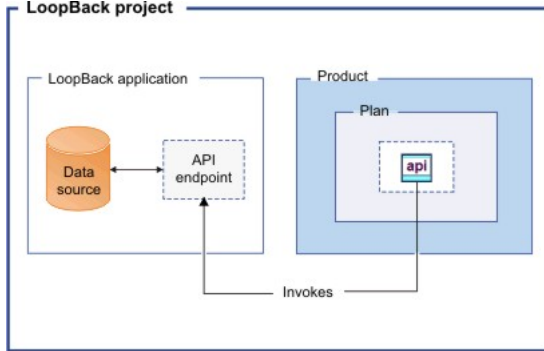 LoopBack project
LoopBack application
Data
source
API
endpoint
Product
Plan
api
Invokes